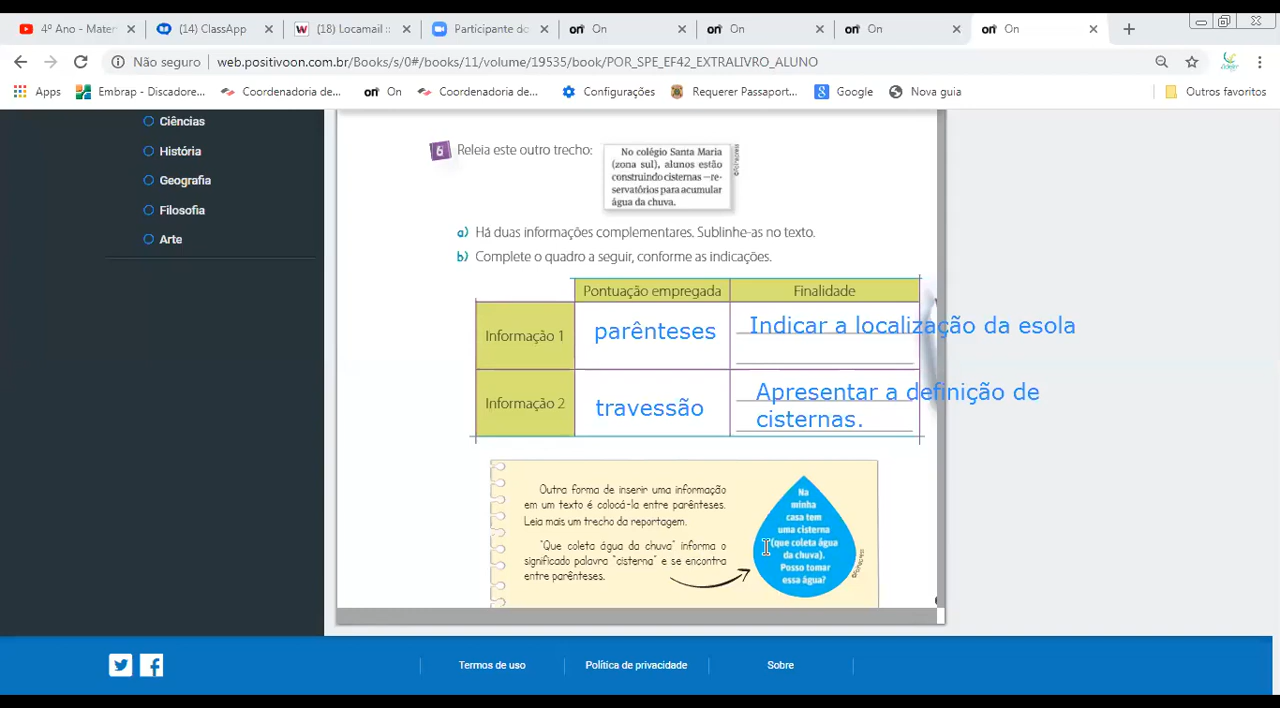 4º Ano - Mater
(14) ClassApp
(18) Locamail ::
Participante do
On
On
On
On
Não seguro
web.positivoon.com.br/Books/s/0#/books/11/volume/19535/book/POR_SPE_EF42_EXTRALIVRO_ALUNO
Apps
Embrap - Discadore...
Coordenadoria de...
On
Coordenadoria de...
Configurações
Requerer Passaport...
Google
Nova guia
Outros favoritos
Ciências
História
Geografia
Filosofia
Arte
6 Releia este outro trecho:
No colégio Santa Maria
(zona sul), alunos estão
construindo cisternas —re-
servatórios para acumular
água da chuva.
a) Há duas informações complementares. Sublinhe-as no texto.
b) Complete o quadro a seguir, conforme as indicações.
Pontuação empregada Finalidade
Informação 1 parênteses Indicar a localização da esola
Informação 2 travessão Apresentar a definição de
cisternas.
Outra forma de inserir uma informação
em um texto é colocá-la entre parênteses.
Leia mais um trecho da reportagem.
"Que coleta água da chuva" informa o
significado palavra "cisterna" e se encontra
entre parênteses.
Na
minha
casa tem
uma cisterna
(que coleta água
da chuva).
Posso tomar
essa água?
Termos de uso
Política de privacidade
Sobre